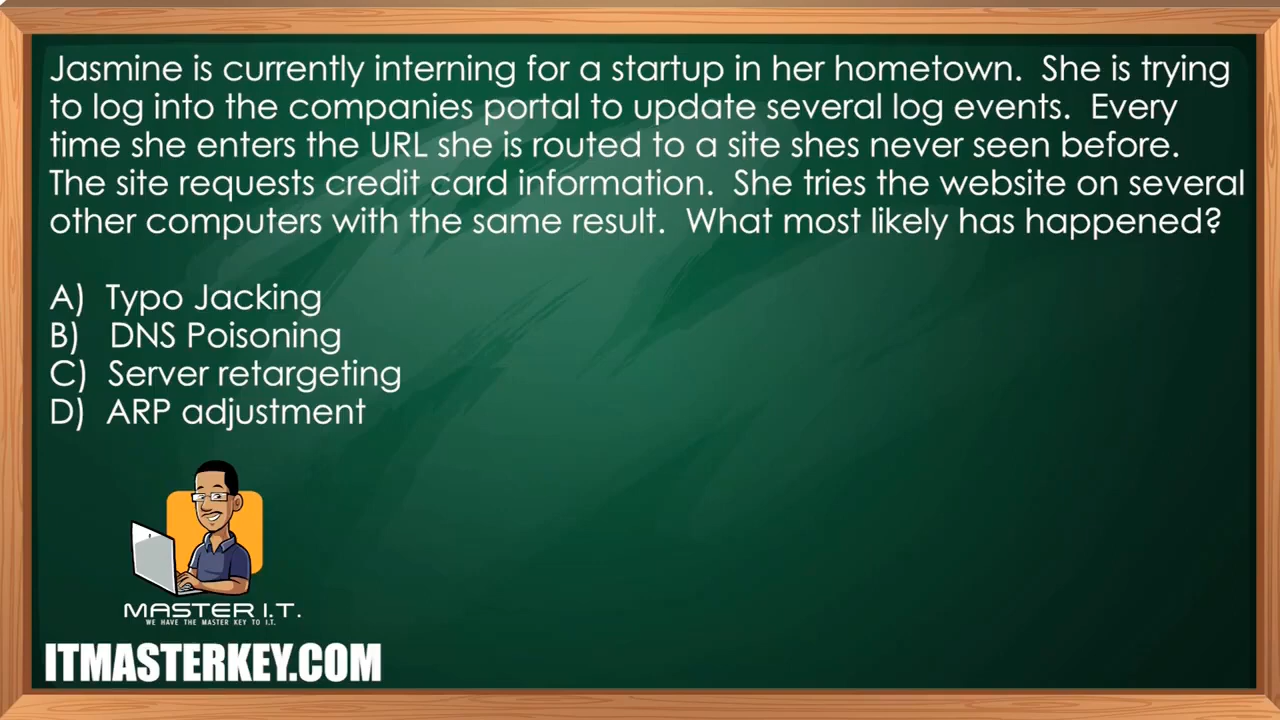 Jasmine is currently interning for a startup in her hometown.  She is trying
to log into the companies portal to update several log events.  Every
time she enters the URL she is routed to a site shes never seen before.
The site requests credit card information.  She tries the website on several
other computers with the same result.  What most likely has happened?
A)  Typo Jacking
B)  DNS Poisoning
C)  Server retargeting
D)  ARP adjustment
MASTER I.T.
WE HAVE THE MASTER KEY TO I.T.
ITMASTERKEY.COM